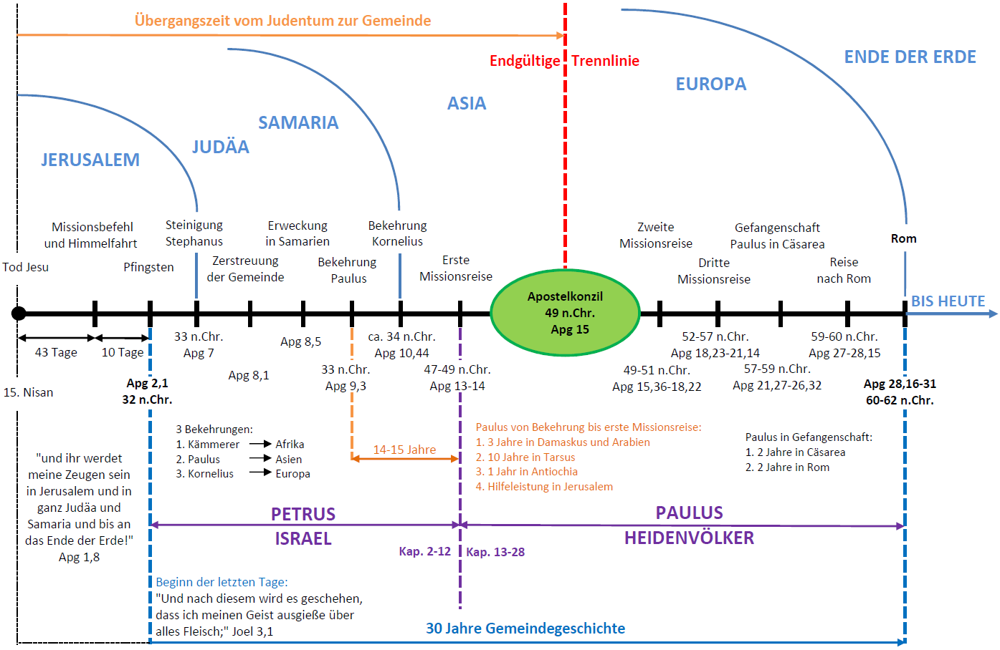 Übergangszeit vom Judentum zur Gemeinde
Endgültige Trennlinie
ENDE DER ERDE
EUROPA
ASIA
SAMARIA
JUDÄA
JERUSALEM
Missionsbefehl
und Himmelfahrt
Steinigung
Stephanus
Erweckung
in Samarien
Bekehrung
Kornelius
Zweite
Missionsreise
Gefangenschaft
Paulus in Cäsarea
Rom
Tod Jesu
Pfingsten
Zerstreuung
der Gemeinde
Bekehrung
Paulus
Erste
Missionsreise
Dritte
Missionsreise
Reise
nach Rom
Apostelkonzil
49 n.Chr.
Apg 15
BIS HEUTE
43 Tage
10 Tage
33 n.Chr.
Apg 7
Apg 8,5
ca. 34 n.Chr.
Apg 10,44
52-57 n.Chr.
Apg 18,23-21,14
59-60 n.Chr.
Apg 27-28,15
15. Nisan
Apg 2,1
32 n.Chr.
Apg 8,1
33 n.Chr.
Apg 9,3
47-49 n.Chr.
Apg 13-14
49-51 n.Chr.
Apg 15,36-18,22
57-59 n.Chr.
Apg 21,27-26,32
Apg 28,16-31
60-62 n.Chr.
"und ihr werdet
meine Zeugen sein
in Jerusalem und in
ganz Judäa und
Samaria und bis an
das Ende der Erde!"
Apg 1,8
3 Bekehrungen:
1. Kämmerer Afrika
2. Paulus Asien
3. Kornelius Europa
14-15 Jahre
Paulus von Bekehrung bis erste Missionsreise:
1. 3 Jahre in Damaskus und Arabien
2. 10 Jahre in Tarsus
3. 1 Jahr in Antiochia
4. Hilfeleistung in Jerusalem
Paulus in Gefangenschaft:
1. 2 Jahre in Cäsarea
2. 2 Jahre in Rom
PETRUS
ISRAEL
PAULUS
HEIDENVÖLKER
Kap. 2-12
Kap. 13-28
Beginn der letzten Tage:
"Und nach diesem wird es geschehen,
dass ich meinen Geist ausgieße über
alles Fleisch;" Joel 3,1
30 Jahre Gemeindegeschichte